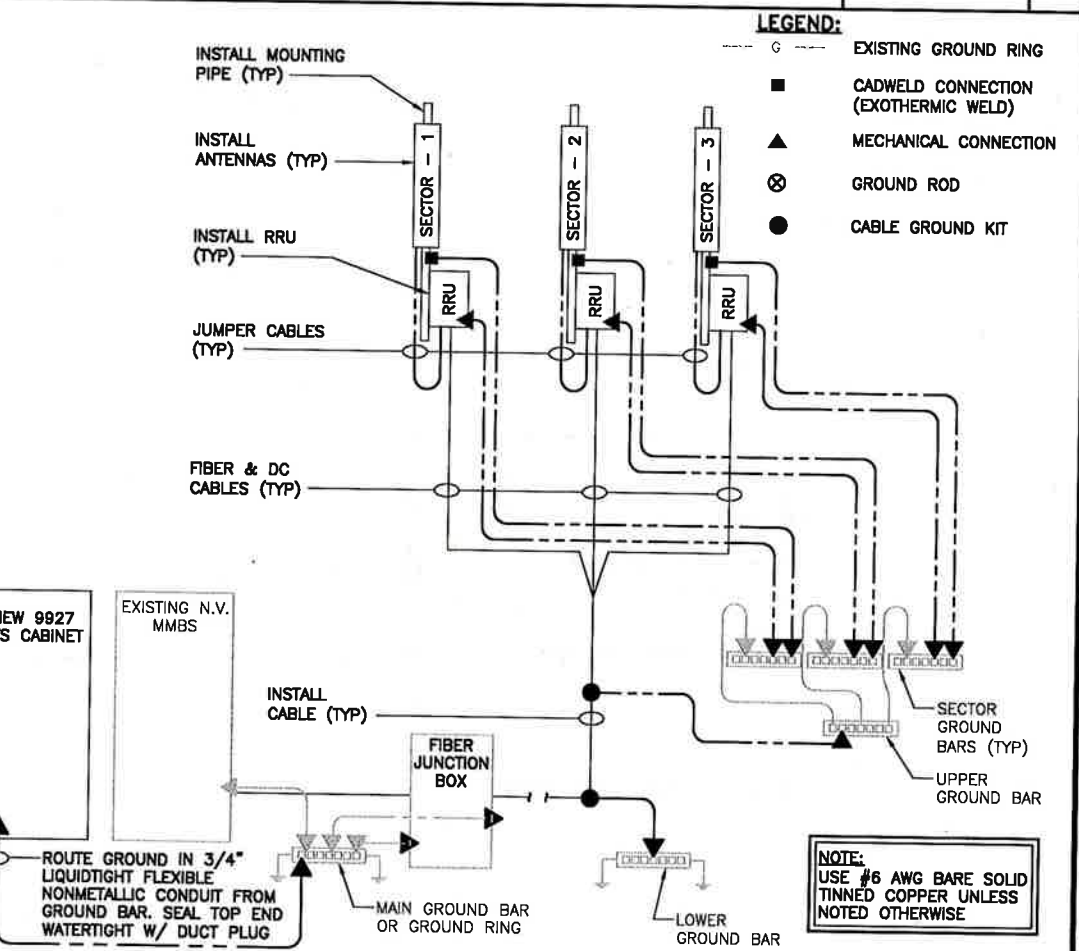 LEGEND:
G EXISTING GROUND RING
CADWELD CONNECTION
(EXOTHERMIC WELD)
MECHANICAL CONNECTION
GROUND ROD
CABLE GROUND KIT
INSTALL MOUNTING
PIPE (TYP)
INSTALL
ANTENNAS (TYP)
INSTALL RRU
(TYP)
JUMPER CABLES
(TYP)
FIBER & DC
CABLES (TYP)
SECTOR - 1
SECTOR - 2
SECTOR - 3
RRU
RRU
RRU
9927
CABINET
EXISTING N.V.
MMBS
INSTALL
CABLE (TYP)
FIBER
JUNCTION
BOX
SECTOR
GROUND
BARS (TYP)
UPPER
GROUND BAR
ROUTE GROUND IN 3/4"
LIQUIDTIGHT FLEXIBLE
NONMETALLIC CONDUIT FROM
GROUND BAR. SEAL TOP END
WATERTIGHT W/ DUCT PLUG
MAIN GROUND BAR
OR GROUND RING
LOWER
GROUND BAR
NOTE:
USE #6 AWG BARE SOLID
TINNED COPPER UNLESS
NOTED OTHERWISE